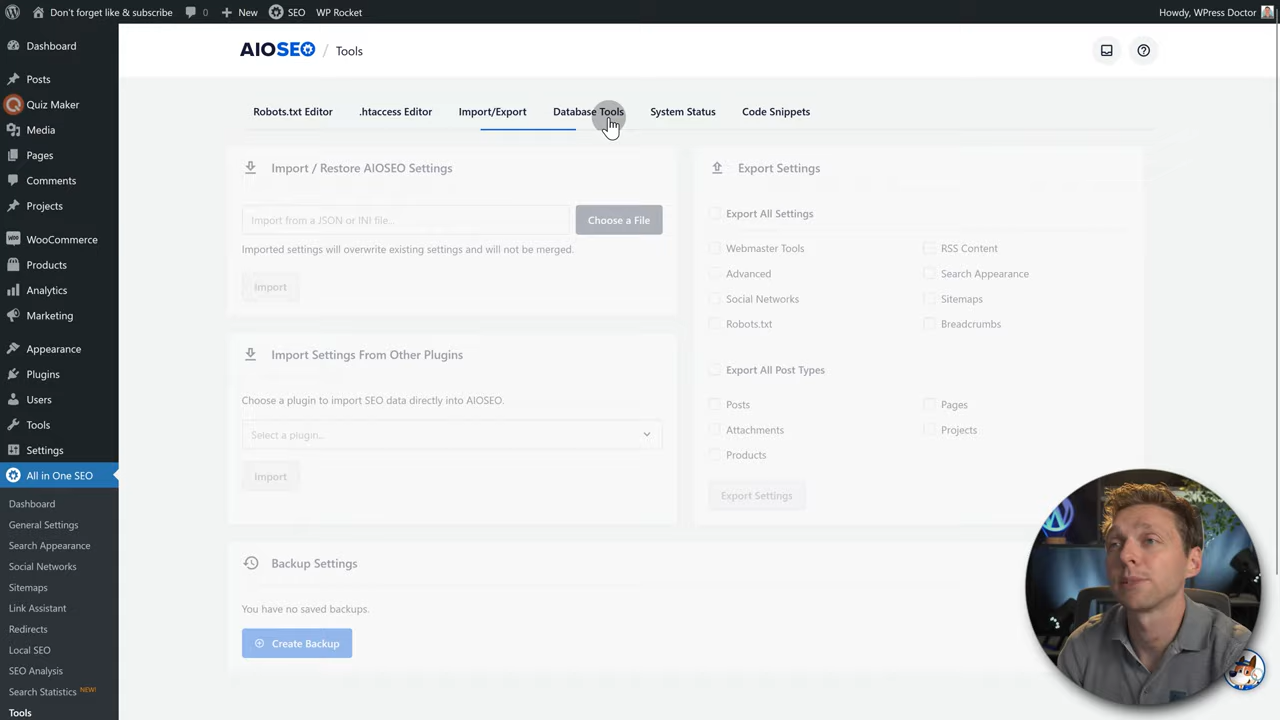 Don't forget like & subscribe 0 New SEO WP Rocket Howdy, WPress Doctor
Dashboard
Posts
Quiz Maker
Media
Pages
Comments
Projects
WooCommerce
Products
Analytics
Marketing
Appearance
Plugins
Users
Tools
Settings
All in One SEO
Dashboard
General Settings
Search Appearance
Social Networks
Sitemaps
Link Assistant
Redirects
Local SEO
SEO Analysis
Search Statistics NEW!
Tools
AIOSEO / Tools
Robots.txt Editor .htaccess Editor Import/Export Database Tools System Status Code Snippets
Import / Restore AIOSEO Settings
Import from a JSON or INI file... Choose a File
Imported settings will overwrite existing settings and will not be merged.
Import
Import Settings From Other Plugins
Choose a plugin to import SEO data directly into AIOSEO.
Select a plugin...
Import
Export Settings
Export All Settings
Webmaster Tools RSS Content
Advanced Search Appearance
Social Networks Sitemaps
Robots.txt Breadcrumbs
Export All Post Types
Posts Pages
Attachments Projects
Products
Export Settings
Backup Settings
You have no saved backups.
Create Backup